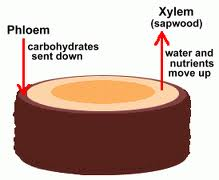 Xylem
(sapwood)
Phloem
carbohydrates
sent down
water and
nutrients
move up